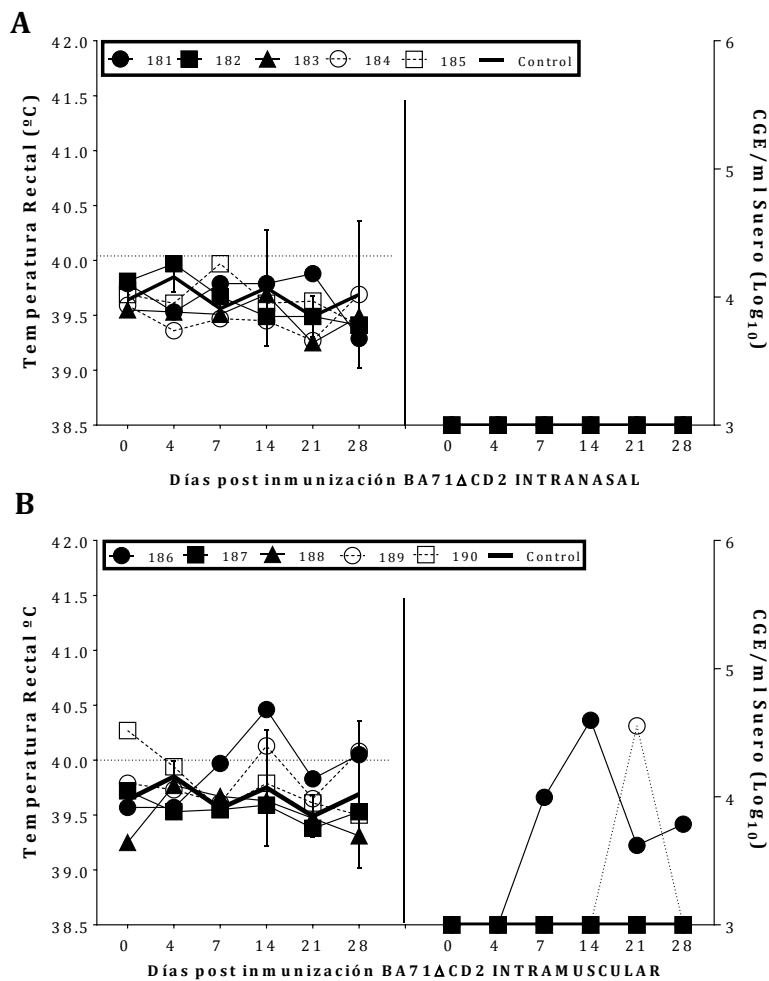 A
42.0
41.5
41.0
40.5
40.0
39.5
39.0
38.5
Temperatura Rectal (ºC)
181 182 183 184 185 Control
6
5
4
3
CGE/ml Suero (Log10)
0 4 7 14 21 28 0 4 7 14 21 28
Días post inmunización BA71ΔCD2 INTRANASAL
B
42.0
41.5
41.0
40.5
40.0
39.5
39.0
38.5
Temperatura Rectal ºC
186 187 188 189 190 Control
6
5
4
3
CGE/ml Suero (Log10)
0 4 7 14 21 28 0 4 7 14 21 28
Días post inmunización BA71ΔCD2 INTRAMUSCULAR